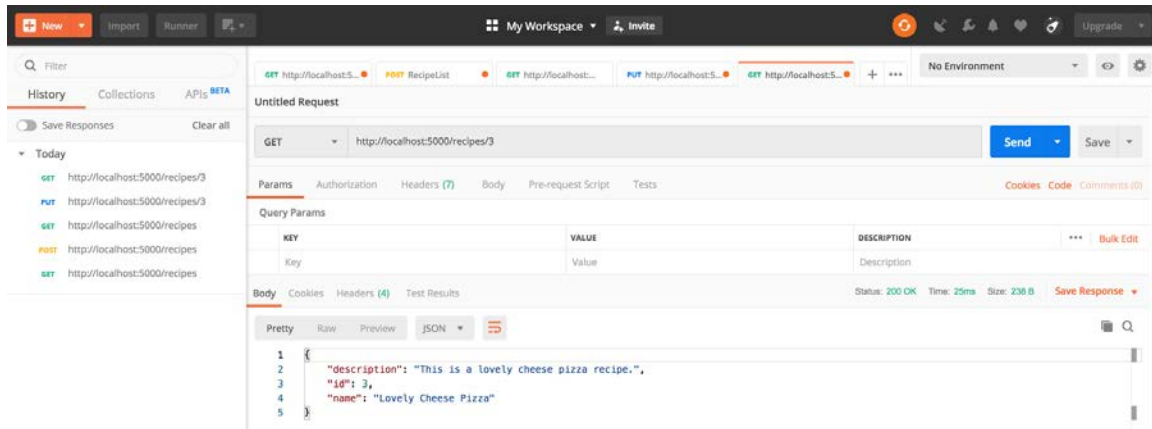 New Import Runner My Workspace Invite Upgrade
Filter
History Collections APIs BETA
Save Responses Clear all
Today
GET http://localhost:5000/recipes/3
PUT http://localhost:5000/recipes/3
GET http://localhost:5000/recipes
POST http://localhost:5000/recipes
GET http://localhost:5000/recipes
GET http://localhost:5... POST RecipeList GET http://localhost:... PUT http://localhost:5... GET http://localhost:5... + ••• No Environment
Untitled Request
GET http://localhost:5000/recipes/3 Send Save
Params Authorization Headers (7) Body Pre-request Script Tests Cookies Code Comments (0)
Query Params
KEY VALUE DESCRIPTION ••• Bulk Edit
Key Value Description
Body Cookies Headers (4) Test Results Status: 200 OK Time: 25ms Size: 238 B Save Response
Pretty Raw Preview JSON
1 {
2 "description": "This is a lovely cheese pizza recipe.",
3 "id": 3,
4 "name": "Lovely Cheese Pizza"
5 }